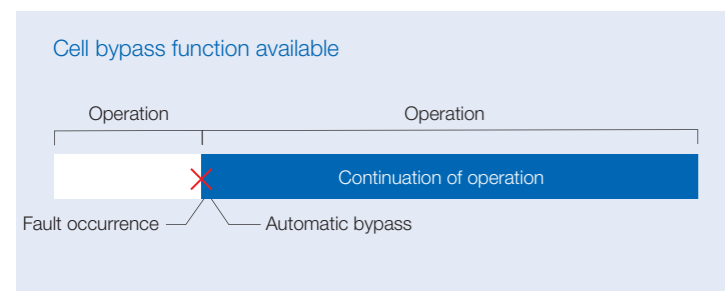 Cell bypass function available
Operation Operation
Continuation of operation
Fault occurrence Automatic bypass